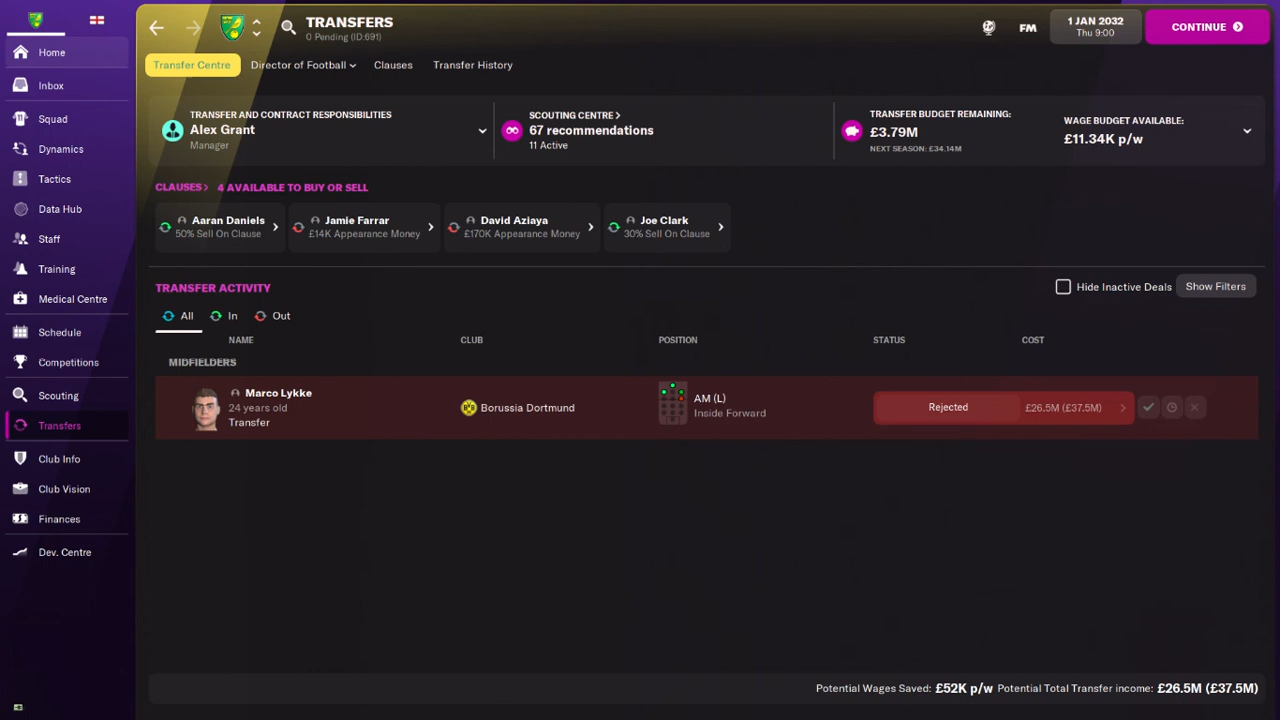 TRANSFERS
0 Pending (ID:691)
FM
1 JAN 2032
Thu 9:00
CONTINUE
Home
Inbox
Squad
Dynamics
Tactics
Data Hub
Staff
Training
Medical Centre
Schedule
Competitions
Scouting
Transfers
Club Info
Club Vision
Finances
Dev. Centre
Transfer Centre
Director of Football
Clauses
Transfer History
TRANSFER AND CONTRACT RESPONSIBILITIES
Alex Grant
Manager
SCOUTING CENTRE
67 recommendations
11 Active
TRANSFER BUDGET REMAINING:
£3.79M
NEXT SEASON: £34.14M
WAGE BUDGET AVAILABLE:
£11.34K p/w
CLAUSES 4 AVAILABLE TO BUY OR SELL
Aaran Daniels
50% Sell On Clause
Jamie Farrar
£14K Appearance Money
David Aziaya
£170K Appearance Money
Joe Clark
30% Sell On Clause
TRANSFER ACTIVITY
Hide Inactive Deals
Show Filters
All In Out
NAME CLUB POSITION STATUS COST
MIDFIELDERS
Marco Lykke
24 years old
Transfer
Borussia Dortmund
AM (L)
Inside Forward
Rejected
£26.5M (£37.5M)
Potential Wages Saved: £52K p/w Potential Total Transfer income: £26.5M (£37.5M)